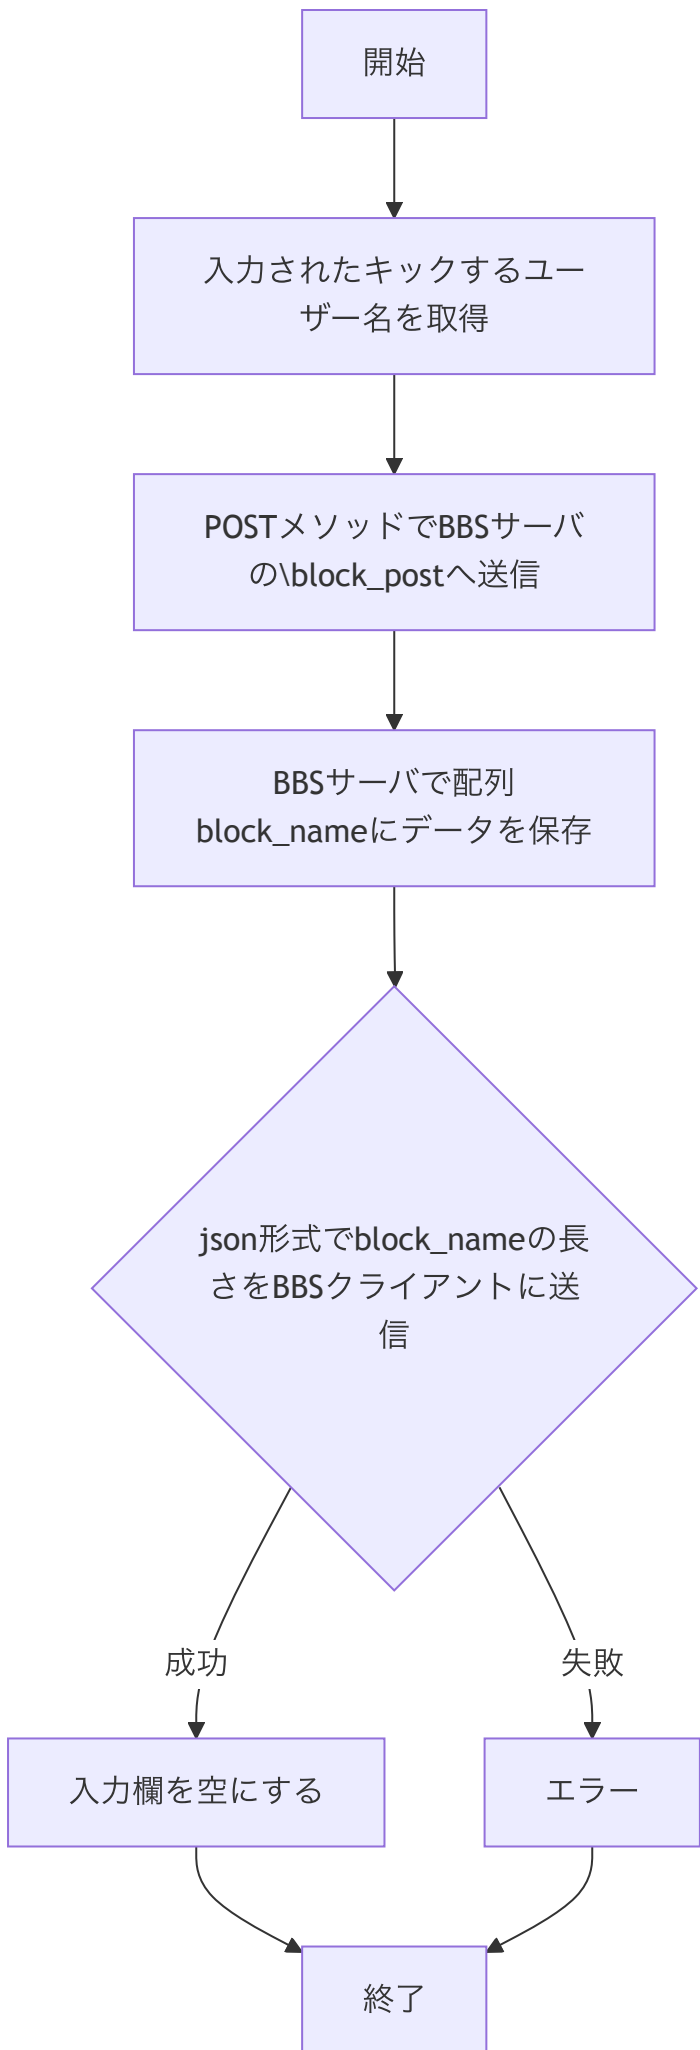 開始
入力されたキックするユー
ザー名を取得
POSTメソッドでBBSサーバ
の\block_postへ送信
BBSサーバで配列
block_nameにデータを保存
json形式でblock_nameの長
さをBBSクライアントに送
信
成功
失敗
入力欄を空にする
エラー
終了